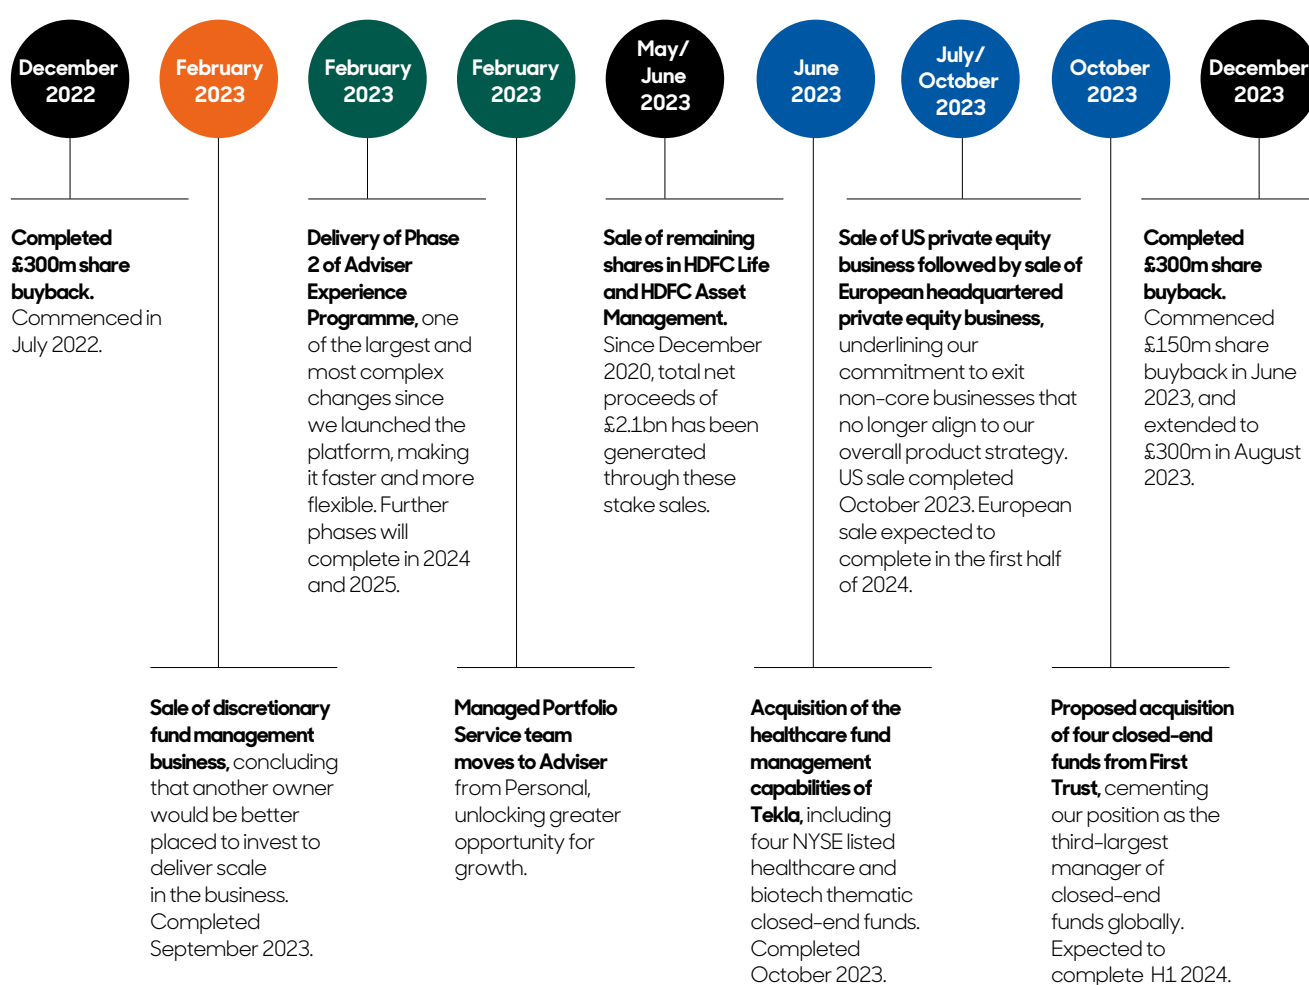 December
2022
February
2023
February
2023
February
2023
May/
June
2023
June
2023
July/
October
2023
October
2023
December
2023
Completed
£300m share
buyback.
Commenced in
July 2022.
Delivery of Phase
2 of Adviser
Experience
Programme, one
of the largest and
most complex
changes since
we launched the
platform, making
it faster and more
flexible. Further
phases will
complete in 2024
and 2025.
Sale of remaining
shares in HDFC Life
and HDFC Asset
Management.
Since December
2020, total net
proceeds of
£2.1bn has been
generated
through these
stake sales.
Sale of US private equity
business followed by sale of
European headquartered
private equity business,
underlining our
commitment to exit
non-core businesses that
no longer align to our
overall product strategy.
US sale completed
October 2023. European
sale expected to
complete in the first half
of 2024.
Completed
£300m share
buyback.
Commenced
£150m share
buyback in June
2023, and
extended to
£300m in August
2023.
Sale of discretionary
fund management
business, concluding
that another owner
would be better
placed to invest to
deliver scale
in the business.
Completed
September 2023.
Managed Portfolio
Service team
moves to Adviser
from Personal,
unlocking greater
opportunity for
growth.
Acquisition of the
healthcare fund
management
capabilities of
Tekla, including
four NYSE listed
healthcare and
biotech thematic
closed-end funds.
Completed
October 2023.
Proposed acquisition
of four closed-end
funds from First
Trust, cementing
our position as the
third-largest
manager of
closed-end
funds globally.
Expected to
complete H1 2024.